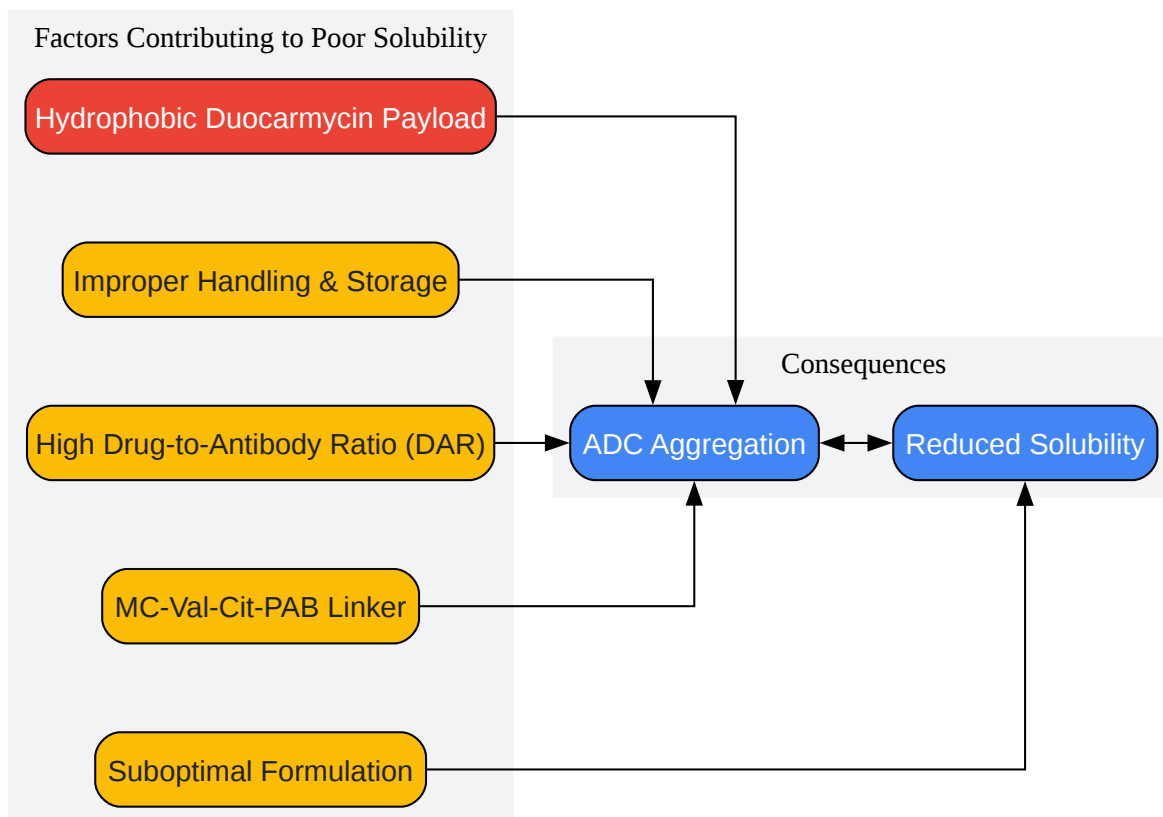 Factors Contributing to Poor Solubility
Hydrophobic Duocarmycin Payload
Improper Handling & Storage
High Drug-to-Antibody Ratio (DAR)
MC-Val-Cit-PAB Linker
Suboptimal Formulation
Consequences
ADC Aggregation
Reduced Solubility